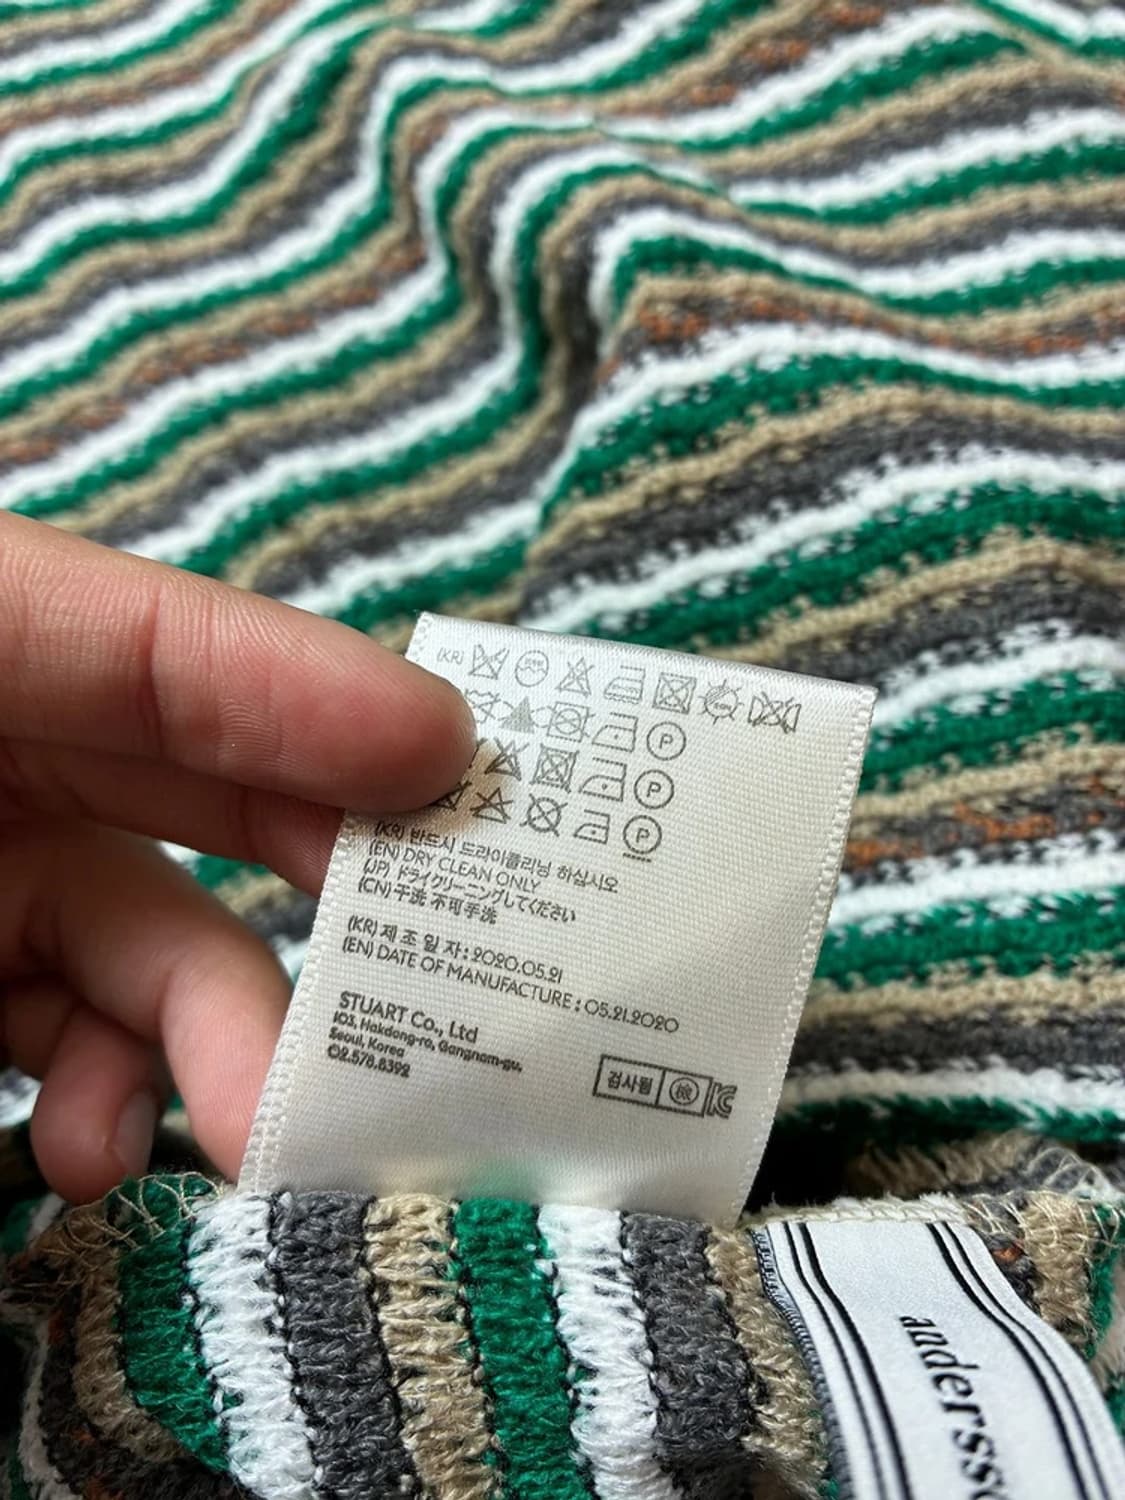 (KR)
P
P
P
(KR) 반드시 드라이클리닝 하십시오
(EN) DRY CLEAN ONLY
(JP) ドライクリーニングしてください
(CN) 干洗 不可手洗
(KR) 제 조 일 자 : 2020.05.21
(EN) DATE OF MANUFACTURE : 05.21.2020
STUART Co., Ltd
103, Hakdong-ro, Gangnam-gu,
Seoul, Korea
02.578.8392
검사필 檢 KC